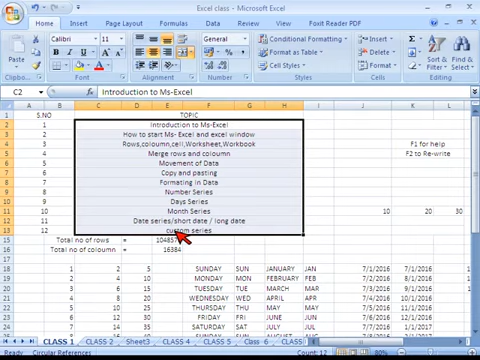 Excel class - Microsoft Excel
Home Insert Page Layout Formulas Data Review View Foxit Reader PDF
Paste Calibri 11 General Conditional Formatting Insert
Format as Table Delete
Cell Styles Format
Clipboard Font Alignment Number Styles Cells Editing
C2 fx Introduction to Ms-Excel
A B C D E F G H I J K L
1 S.NO TOPIC
2 1 Introduction to Ms-Excel
3 2 How to start Ms- Excel and excel window
4 3 Rows,coloumn,cell,Worksheet,Workbook F1 for help
5 4 Merge rows and coloumn F2 to Re-write
6 5 Movement of Data
7 6 Copy and pasting
8 7 Formating in Data
9 8 Number Series
10 9 Days Series
11 10 Month Series 10 20 30
12 11 Date series/short date / long date
13 12 custom series
15 Total no of rows = 104857
16 Total no of coloumn = 16384
18 1 2 5 SUNDAY SUN JANUARY JAN 7/1/2016 7/1/2016
19 2 4 10 MONDAY MON FEBRUARY FEB 7/2/2016 8/1/2016
20 3 6 15 TUESDAY TUE MARCH MAR 7/3/2016 9/1/2016
21 4 8 20 WEDNESDAY WED APRIL APR 7/4/2016 10/1/2016
22 5 10 25 THURSDAY THU MAY MAY 7/5/2016 11/1/2016
23 6 12 30 FRIDAY FRI JUNE JUN 7/6/2016 12/1/2016
24 7 14 35 SATURDAY SAT JULY JUL 7/7/2016 1/1/2017
CLASS 1 CLASS 2 Sheet3 CLASS 4 CLASS 5 Class 6 CLASS
Ready Circular References Count: 12 80%